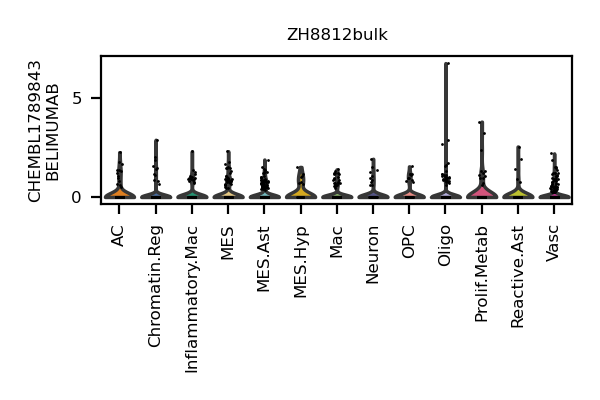 ZH8812bulk
CHEMBL1789843
BELIMUMAB
5
0
AC
Chromatin.Reg
Inflammatory.Mac
MES
MES.Ast
MES.Hyp
Mac
Neuron
OPC
Oligo
Prolif.Metab
Reactive.Ast
Vasc